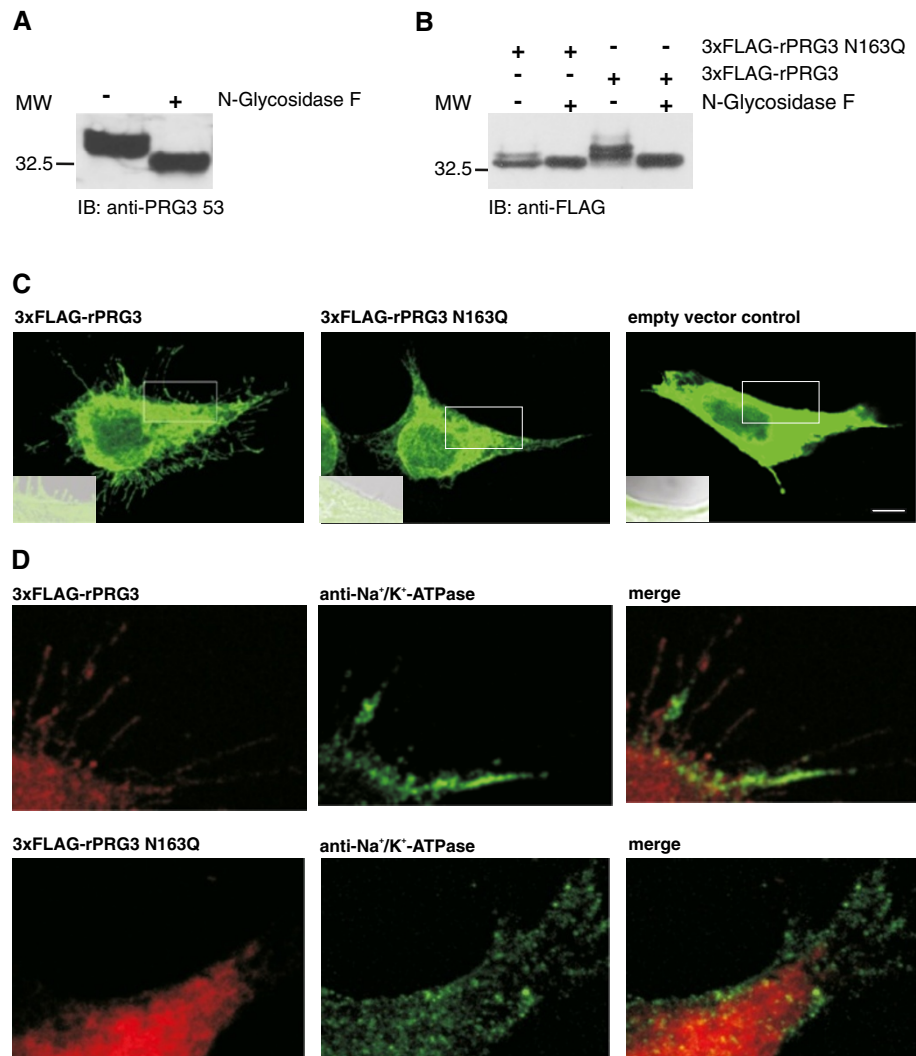 A
MW - + N-Glycosidase F
32.5
IB: anti-PRG3 53
B
+ + - - 3xFLAG-rPRG3 N163Q
- - + + 3xFLAG-rPRG3
MW - + - + N-Glycosidase F
32.5
IB: anti-FLAG
C
3xFLAG-rPRG3 3xFLAG-rPRG3 N163Q empty vector control
D
3xFLAG-rPRG3 anti-Na⁺/K⁺-ATPase merge
3xFLAG-rPRG3 N163Q anti-Na⁺/K⁺-ATPase merge